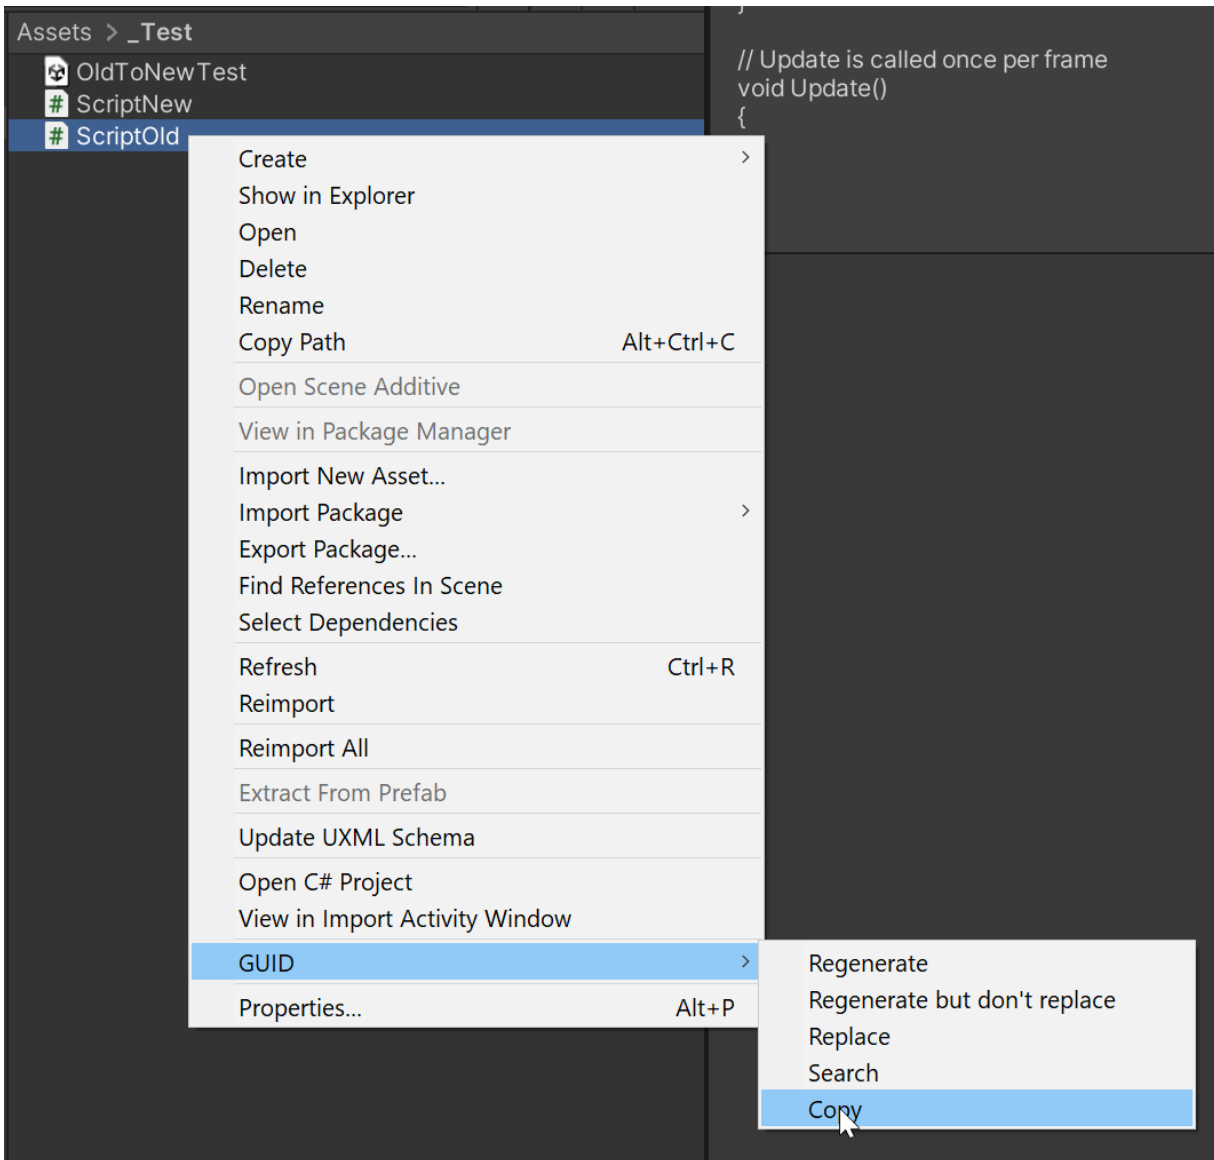 Assets > _Test
OldToNewTest
# ScriptNew
# ScriptOld
}
// Update is called once per frame
void Update()
{
Create >
Show in Explorer
Open
Delete
Rename
Copy Path Alt+Ctrl+C
Open Scene Additive
View in Package Manager
Import New Asset...
Import Package >
Export Package...
Find References In Scene
Select Dependencies
Refresh Ctrl+R
Reimport
Reimport All
Extract From Prefab
Update UXML Schema
Open C# Project
View in Import Activity Window
GUID >
Properties... Alt+P
Regenerate
Regenerate but don't replace
Replace
Search
Copy